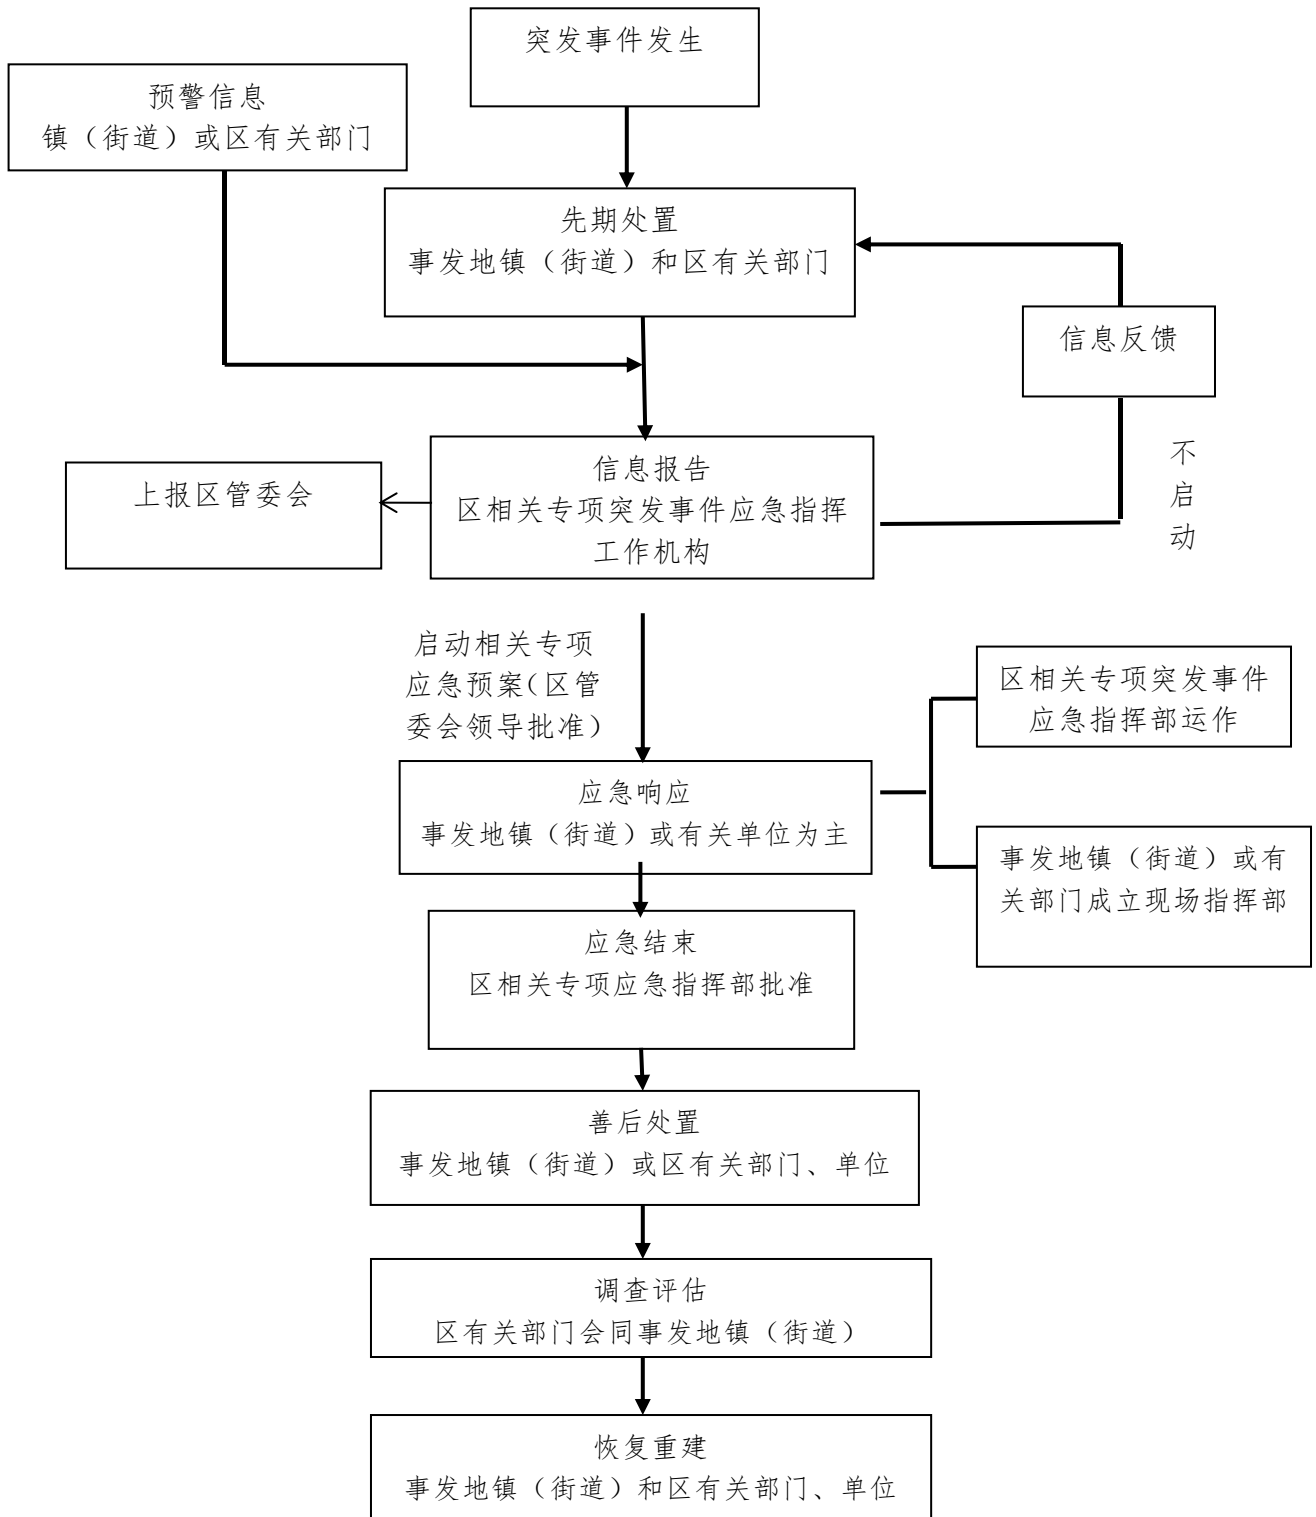 突发事件发生
预警信息
镇（街道）或区有关部门
先期处置
事发地镇（街道）和区有关部门
信息反馈
不
启
动
信息报告
区相关专项突发事件应急指挥
工作机构
上报区管委会
启动相关专项
应急预案（区管
委会领导批准）
区相关专项突发事件
应急指挥部运作
应急响应
事发地镇（街道）或有关单位为主
事发地镇（街道）或有
关部门成立现场指挥部
应急结束
区相关专项应急指挥部批准
善后处置
事发地镇（街道）或区有关部门、单位
调查评估
区有关部门会同事发地镇（街道）
恢复重建
事发地镇（街道）和区有关部门、单位